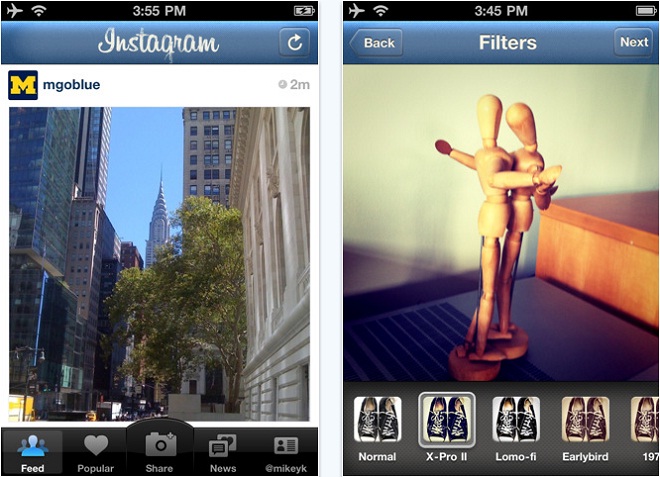 3:55 PM
Instagram
M mgoblue 2m
Feed Popular Share News @mikeyk
3:45 PM
Back Filters Next
Normal X-Pro II Lomo-fi Earlybird 197